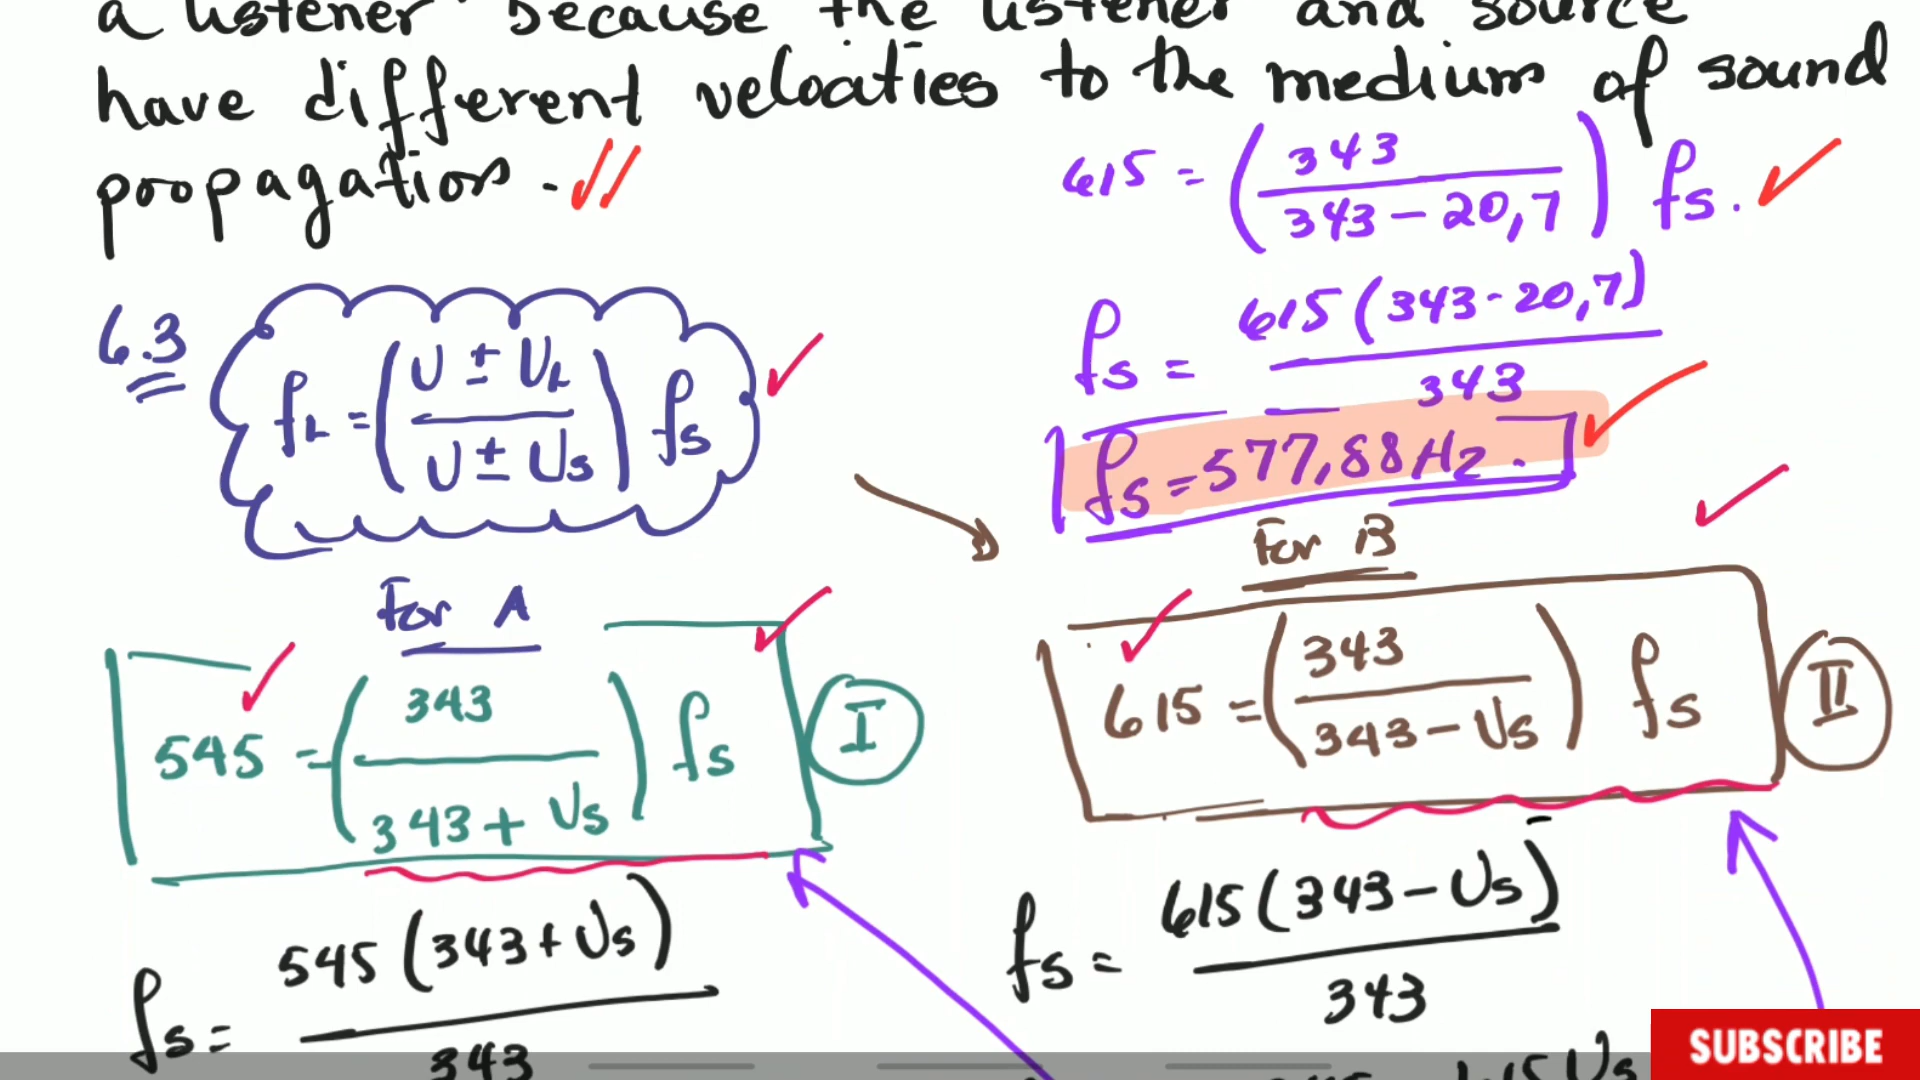 a listener because the listener and source
have different velocities to the medium of sound
propagation.
6.3
fL = (v ± vL / v ± vs) fs
For A
545 = (343 / 343 + vs) fs
I
fs = 545 (343 + vs) / 343
615 = (343 / 343 - 20,7) fs.
fs = 615 (343 - 20,7) / 343
fs = 577,88 Hz.
For B
615 = (343 / 343 - vs) fs
II
fs = 615 (343 - vs) / 343
615 vs
SUBSCRIBE